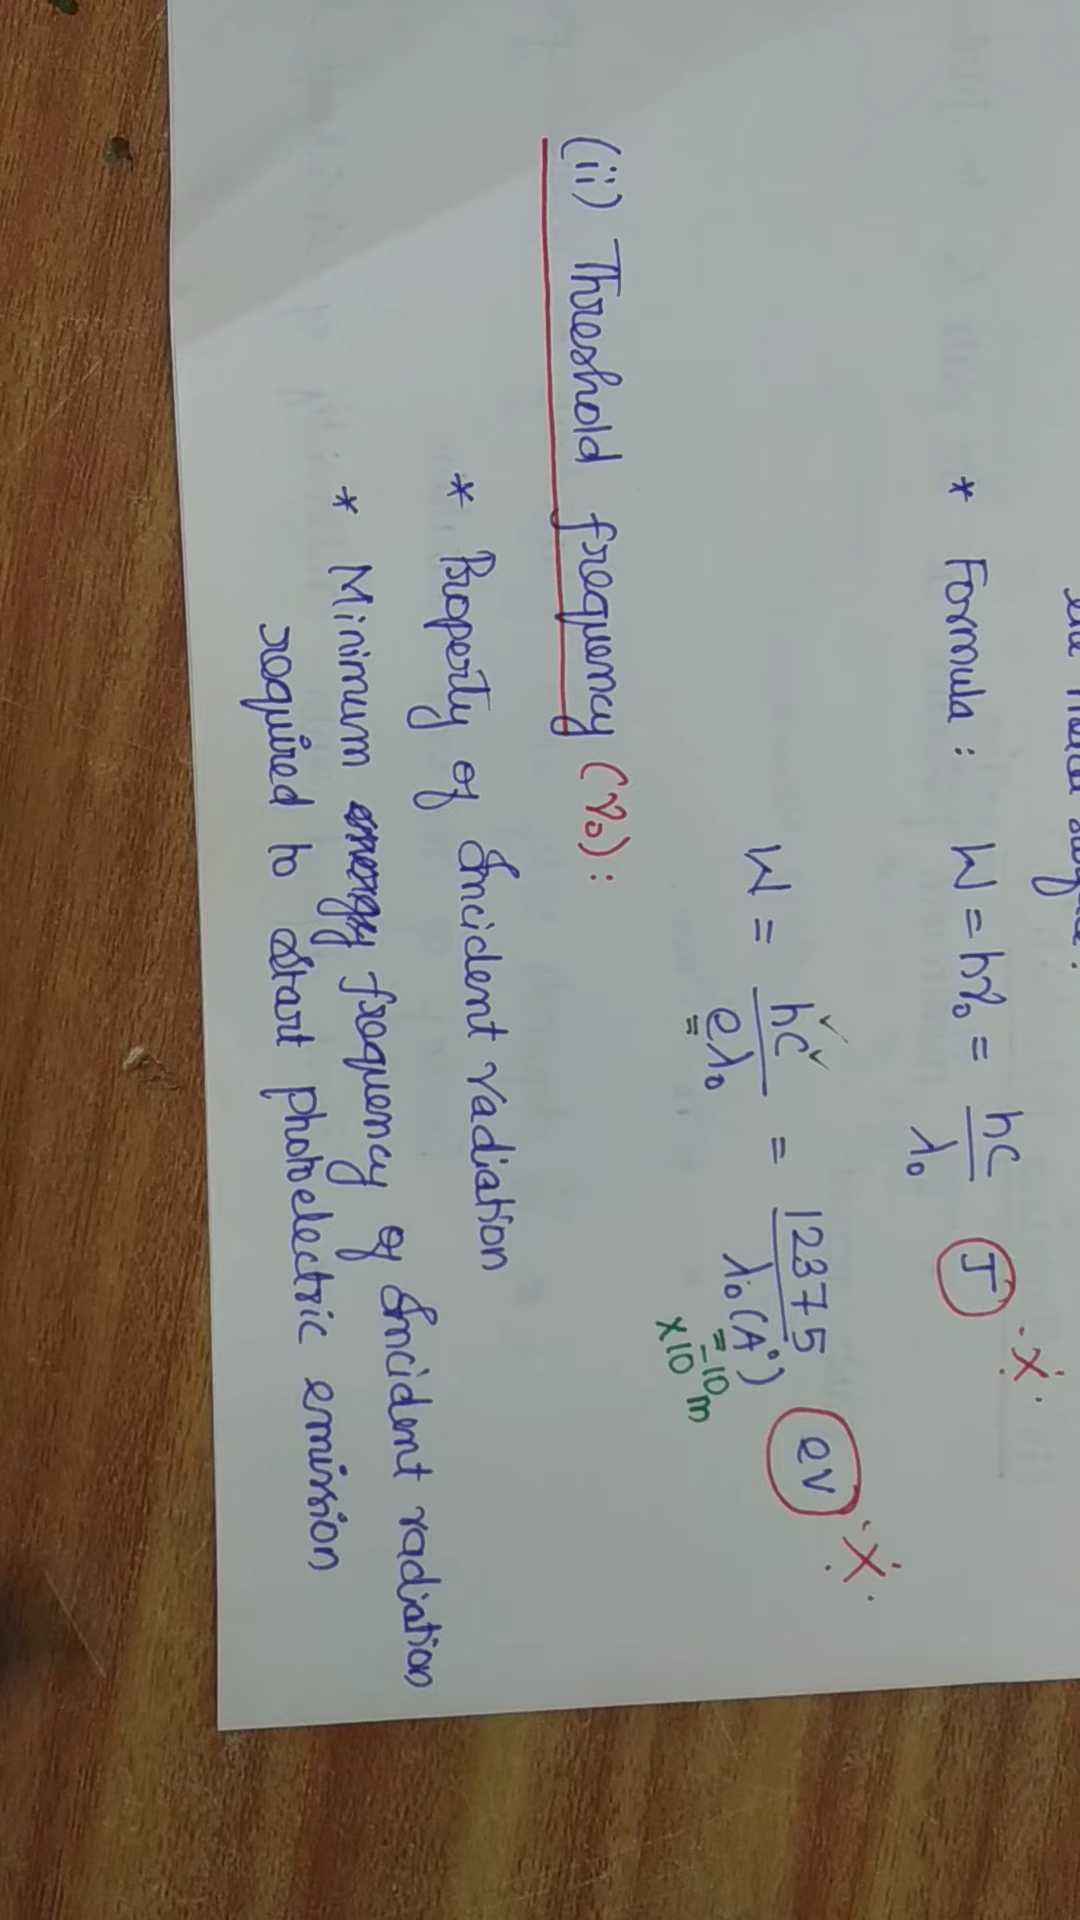 * Formula : W = hν₀ = hc/λ₀ J
W = hc/eλ₀ = 12375/λ₀(A°) eV
×10⁻¹⁰m
(ii) Threshold frequency (ν₀) :
* Property of Incident radiation
* Minimum energy frequency of Incident radiation
required to start photoelectric emission